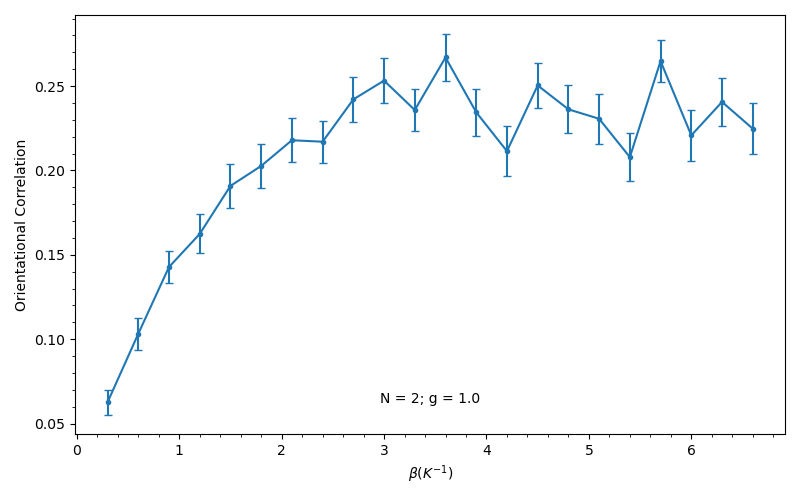 0.25
0.20
0.15
0.10
0.05
Orientational Correlation
N = 2; g = 1.0
0 1 2 3 4 5 6
β(K⁻¹)